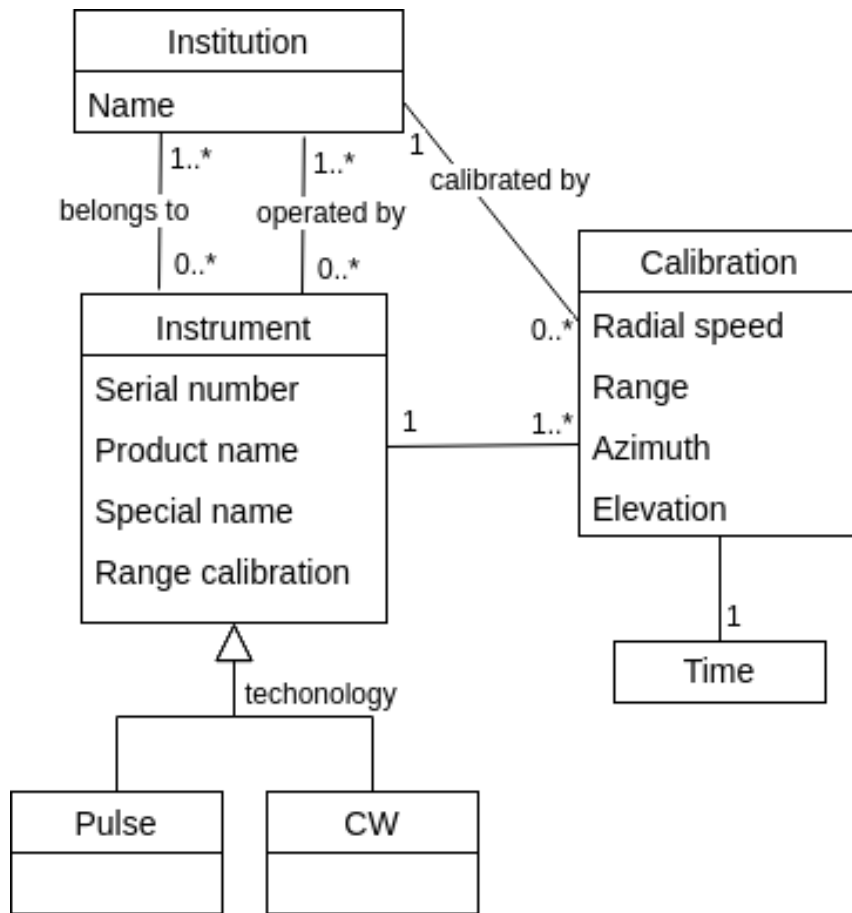 Institution
Name
1..*
1..*
1
calibrated by
belongs to
operated by
0..*
0..*
Calibration
Radial speed
Range
Azimuth
Elevation
0..*
Instrument
Serial number
Product name
Special name
Range calibration
1
1..*
1
Time
techonology
Pulse
CW